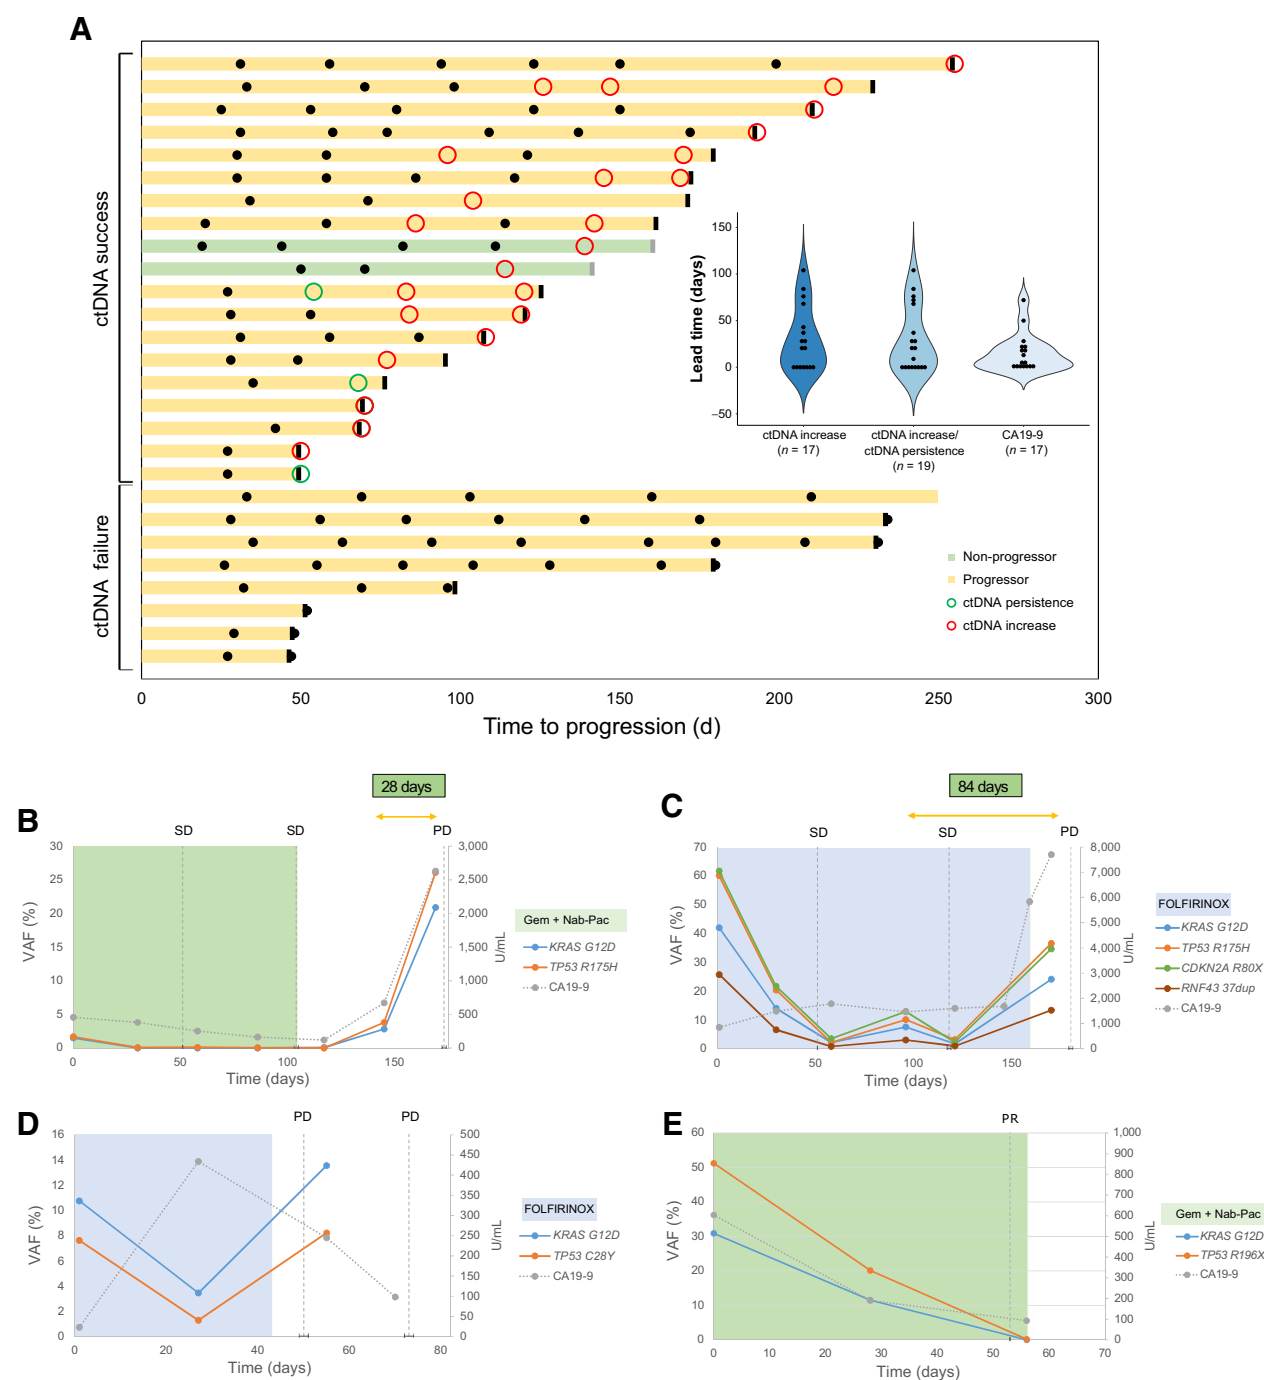 A
ctDNA success
ctDNA failure
Lead time (days)
150
100
50
0
−50
ctDNA increase
(n = 17)
ctDNA increase/
ctDNA persistence
(n = 19)
CA19-9
(n = 17)
Non-progressor
Progressor
ctDNA persistence
ctDNA increase
0 50 100 150 200 250 300
Time to progression (d)
B
28 days
SD SD PD
30
25
20
15
10
5
0
VAF (%)
3,000
2,500
2,000
1,500
1,000
500
0
U/mL
0 50 100 150
Time (days)
Gem + Nab-Pac
KRAS G12D
TP53 R175H
CA19-9
C
84 days
SD SD PD
70
60
50
40
30
20
10
0
VAF (%)
8,000
7,000
6,000
5,000
4,000
3,000
2,000
1,000
0
U/mL
0 50 100 150
Time (days)
FOLFIRINOX
KRAS G12D
TP53 R175H
CDKN2A R80X
RNF43 37dup
CA19-9
D
PD PD
16
14
12
10
8
6
4
2
0
VAF (%)
500
450
400
350
300
250
200
150
100
50
0
U/mL
0 20 40 60 80
Time (days)
FOLFIRINOX
KRAS G12D
TP53 C28Y
CA19-9
E
PR
60
50
40
30
20
10
0
VAF (%)
1,000
900
800
700
600
500
400
300
200
100
0
U/mL
0 10 20 30 40 50 60 70
Time (days)
Gem + Nab-Pac
KRAS G12D
TP53 R196X
CA19-9